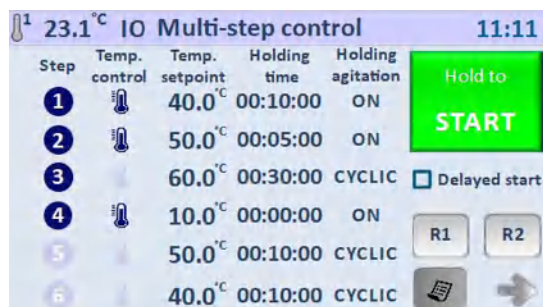 1 23.1°C IO Multi-step control 11:11
Step Temp. control Temp. setpoint Holding time Holding agitation
Hold to START
1 40.0°C 00:10:00 ON
2 50.0°C 00:05:00 ON
3 60.0°C 00:30:00 CYCLIC
Delayed start
4 10.0°C 00:00:00 ON
R1 R2
5 50.0°C 00:10:00 CYCLIC
6 40.0°C 00:10:00 CYCLIC